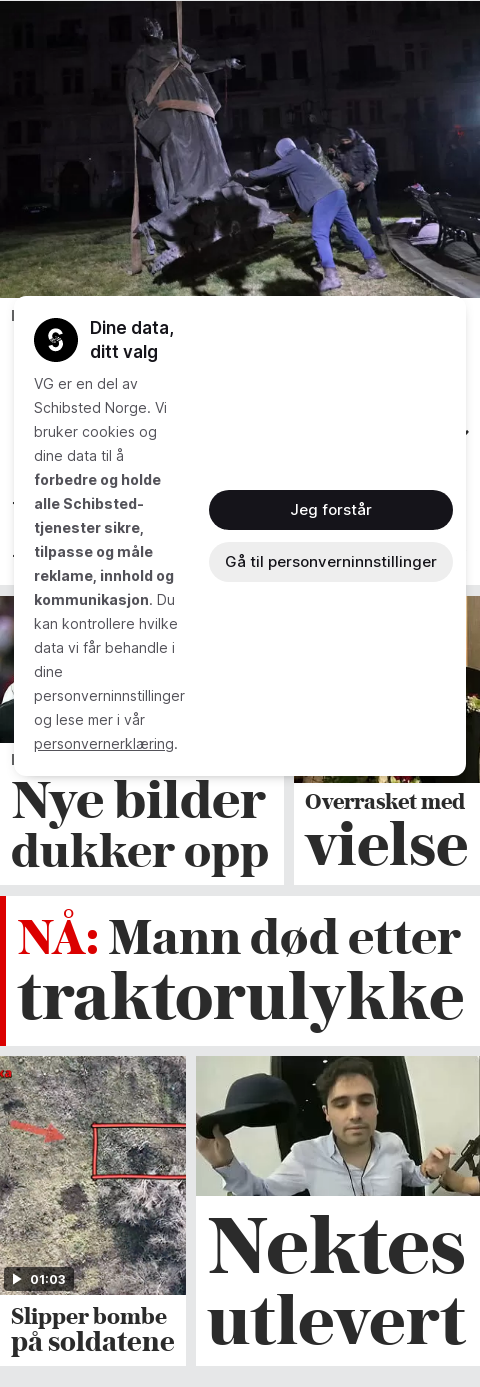 Dine data,
ditt valg
VG er en del av
Schibsted Norge. Vi
bruker cookies og
dine data til å
forbedre og holde
alle Schibsted-
tjenester sikre,
tilpasse og måle
reklame, innhold og
kommunikasjon. Du
kan kontrollere hvilke
data vi får behandle i
dine
personverninnstillinger
og lese mer i vår
personvernerklæring.
Jeg forstår
Gå til personverninnstillinger
Nye bilder
dukker opp
Overrasket med
vielse
NÅ: Mann død etter
traktorulykke
01:03
Slipper bombe
på soldatene
Nektes
utlevert